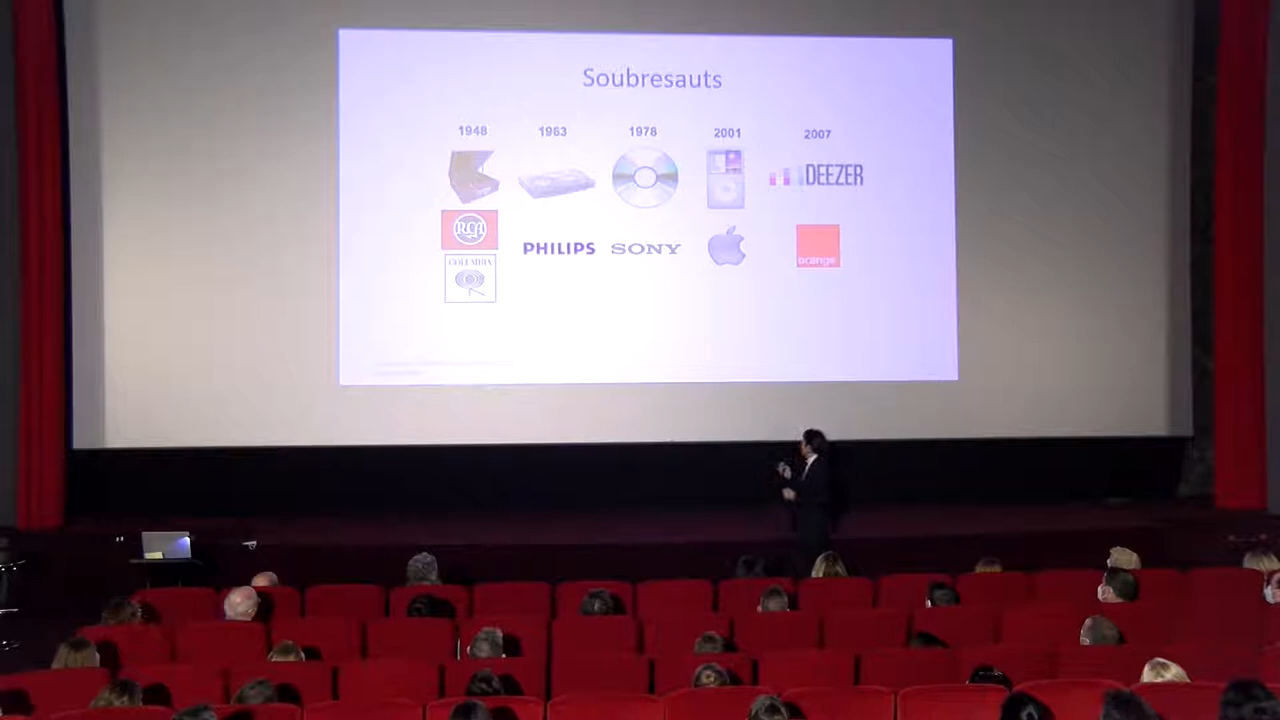 Soubresauts
1948 1963 1978 2001 2007
DEEZER
RCA
PHILIPS SONY
COLUMBIA
orange